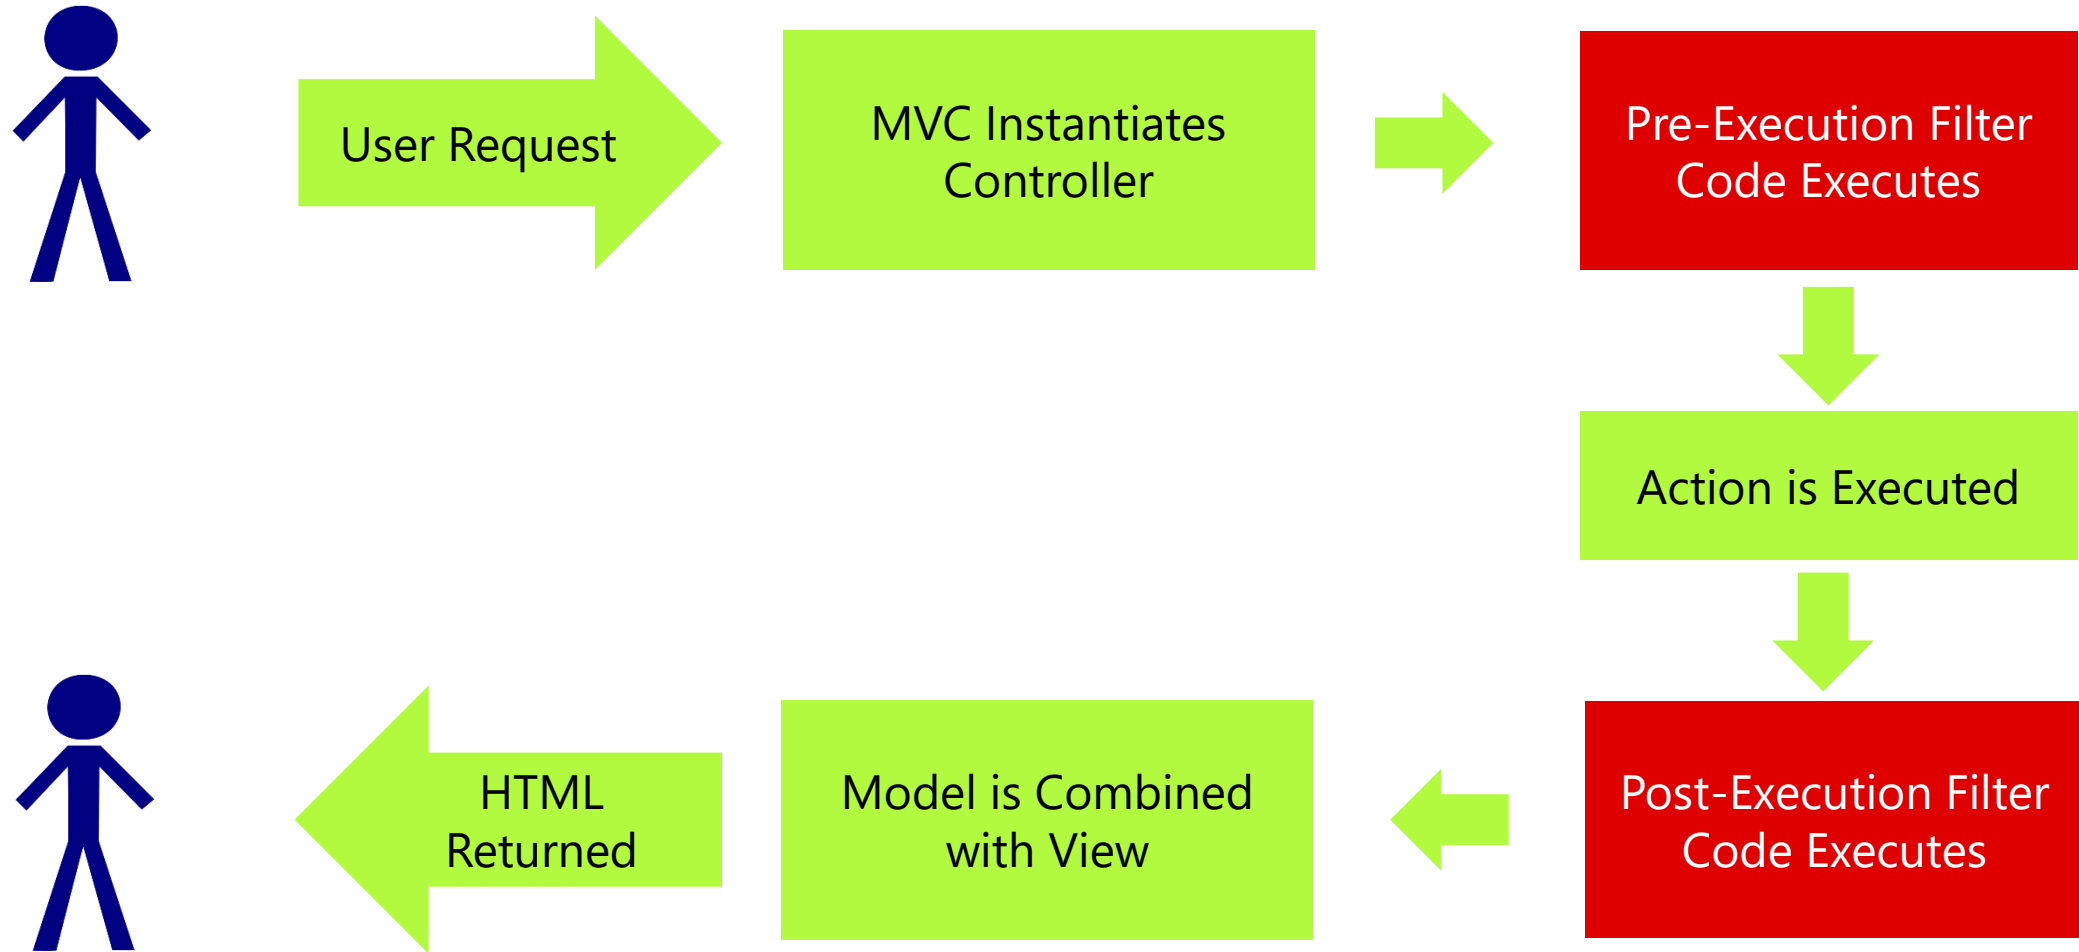 User Request
MVC Instantiates
Controller
Pre-Execution Filter
Code Executes
Action is Executed
Post-Execution Filter
Code Executes
Model is Combined
with View
HTML
Returned